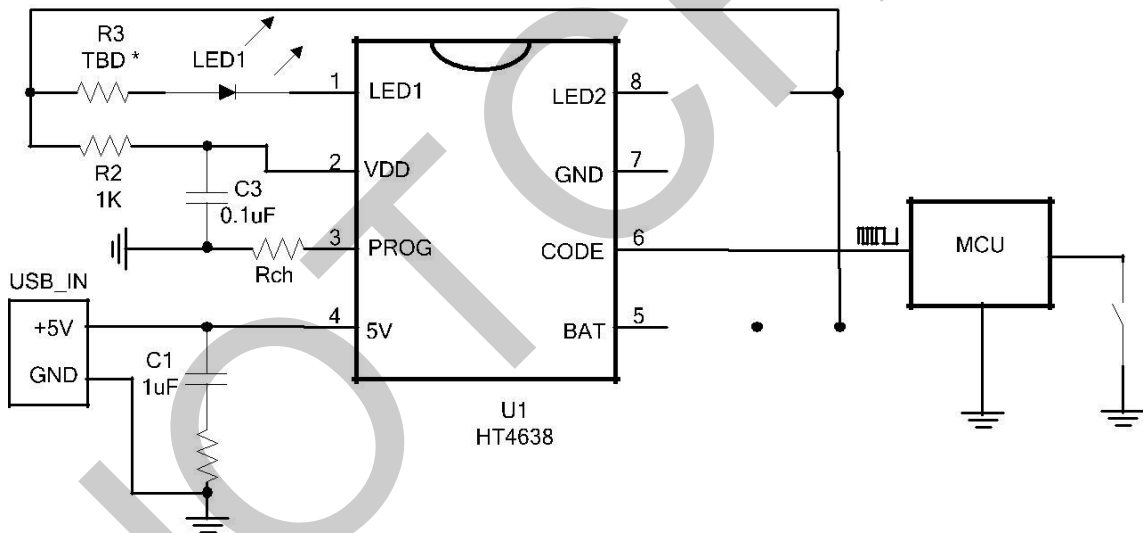 R3
TBD *
LED1
R2
1K
C3
0.1uF
Rch
USB_IN
+5V
GND
C1
1uF
1
LED1
2
VDD
3
PROG
4
5V
8
LED2
7
GND
6
CODE
5
BAT
U1
HT4638
MCU